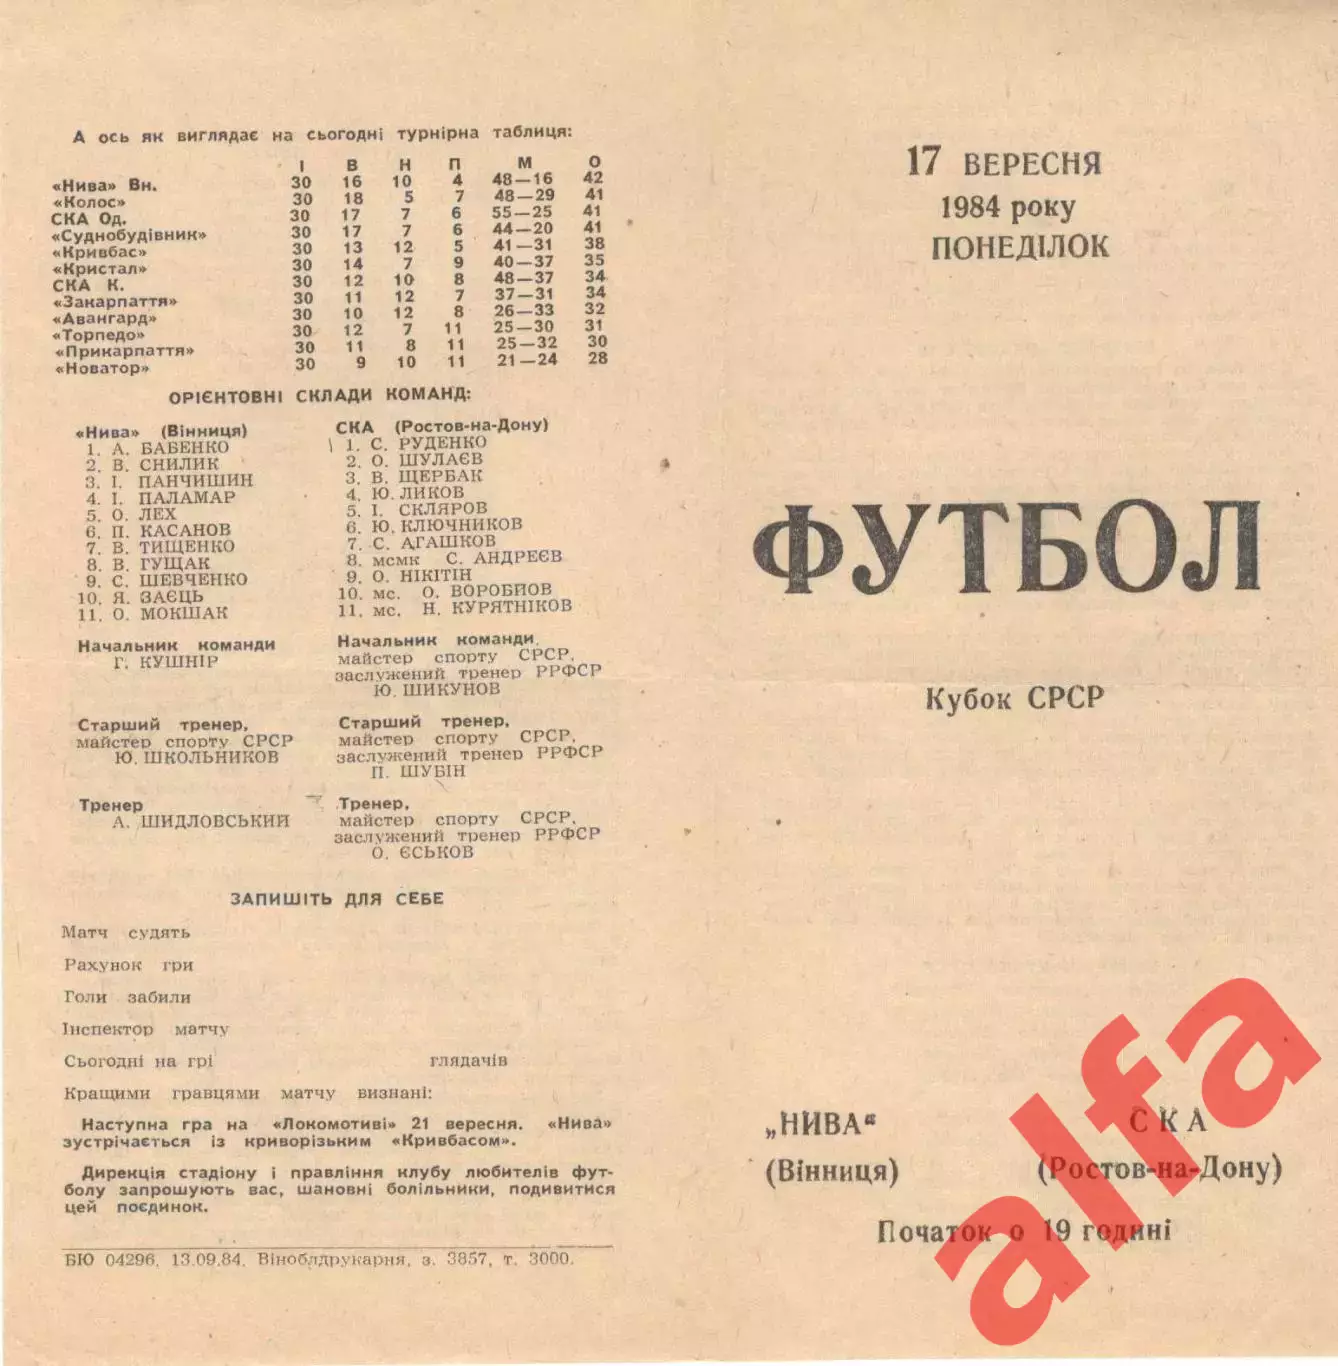 А ось як виглядає на сьогодні турнірна таблиця:
І В Н П М О
«Нива» Вн. 30 16 10 4 48—16 42
«Колос» 30 18 5 7 48—29 41
СКА Од. 30 17 7 6 55—25 41
«Суднобудівник» 30 17 7 6 44—20 41
«Кривбас» 30 13 12 5 41—31 38
«Кристал» 30 14 7 9 40—37 35
СКА К. 30 12 10 8 48—37 34
«Закарпаття» 30 11 12 7 37—31 34
«Авангард» 30 10 12 8 26—33 32
«Торпедо» 30 12 7 11 25—30 31
«Прикарпаття» 30 11 8 11 25—32 30
«Новатор» 30 9 10 11 21—24 28
ОРІЄНТОВНІ СКЛАДИ КОМАНД:
«Нива» (Вінниця)
1. А. БАБЕНКО
2. В. СНИЛИК
3. І. ПАНЧИШИН
4. І. ПАЛАМАР
5. О. ЛЕХ
6. П. КАСАНОВ
7. В. ТИЩЕНКО
8. В. ГУЩАК
9. С. ШЕВЧЕНКО
10. Я. ЗАЄЦЬ
11. О. МОКШАК
Начальник команди
Г. КУШНІР
Старший тренер,
майстер спорту СРСР
Ю. ШКОЛЬНИКОВ
Тренер
А. ШИДЛОВСЬКИЙ
СКА (Ростов-на-Дону)
1. С. РУДЕНКО
2. О. ШУЛАЄВ
3. В. ЩЕРБАК
4. Ю. ЛИКОВ
5. І. СКЛЯРОВ
6. Ю. КЛЮЧНИКОВ
7. С. АГАШКОВ
8. мсмк С. АНДРЕЄВ
9. О. НІКІТІН
10. мс. О. ВОРОБЙОВ
11. мс. Н. КУРЯТНІКОВ
Начальник команди,
майстер спорту СРСР,
заслужений тренер РРФСР
Ю. ШИКУНОВ
Старший тренер,
майстер спорту СРСР,
заслужений тренер РРФСР
П. ШУБІН
Тренер,
майстер спорту СРСР,
заслужений тренер РРФСР
О. ЄСЬКОВ
ЗАПИШІТЬ ДЛЯ СЕБЕ
Матч судять
Рахунок гри
Голи забили
Інспектор матчу
Сьогодні на грі глядачів
Кращими гравцями матчу визнані:
Наступна гра на «Локомотиві» 21 вересня. «Нива»
зустрічається із криворізьким «Кривбасом».
Дирекція стадіону і правління клубу любителів фут-
болу запрошують вас, шановні болільники, подивитися
цей поєдинок.
БЮ 04296. 13.09.84. Віноблдрукарня, з. 3857, т. 3000.
17 ВЕРЕСНЯ
1984 року
ПОНЕДІЛОК
ФУТБОЛ
Кубок СРСР
„НИВА“ СКА
(Вінниця) (Ростов-на-Дону)
Початок о 19 годині
alfa